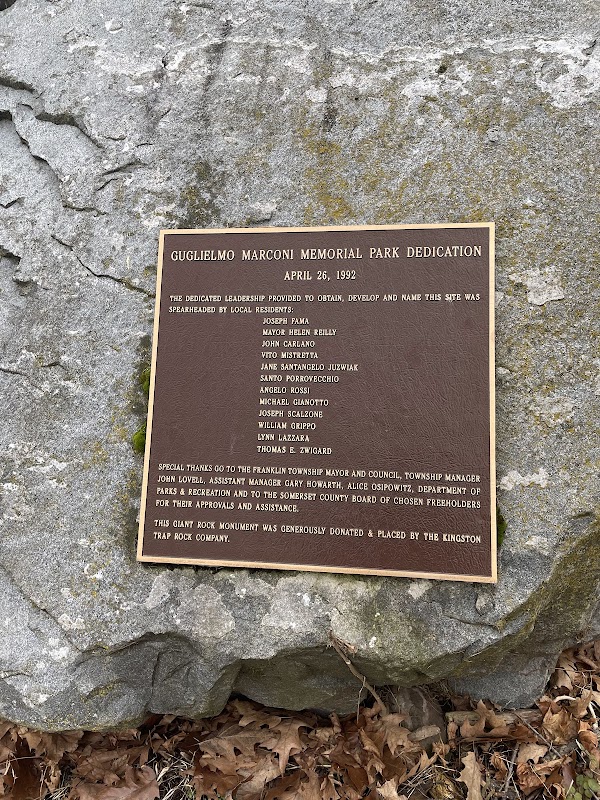 GUGLIELMO MARCONI MEMORIAL PARK DEDICATION
APRIL 26, 1992
THE DEDICATED LEADERSHIP PROVIDED TO OBTAIN, DEVELOP AND NAME THIS SITE WAS
SPEARHEADED BY LOCAL RESIDENTS:
JOSEPH FAMA
MAYOR HELEN REILLY
JOHN CARLANO
VITO MISTRETTA
JANE SANTANGELO JUZWIAK
SANTO PORROVECCHIO
ANGELO ROSSI
MICHAEL GIANOTTO
JOSEPH SCALZONE
WILLIAM GRIPPO
LYNN LAZZARA
THOMAS E. ZWIGARD
SPECIAL THANKS GO TO THE FRANKLIN TOWNSHIP MAYOR AND COUNCIL, TOWNSHIP MANAGER
JOHN LOVELL, ASSISTANT MANAGER GARY HOWARTH, ALICE OSIPOWITZ, DEPARTMENT OF
PARKS & RECREATION AND TO THE SOMERSET COUNTY BOARD OF CHOSEN FREEHOLDERS
FOR THEIR APPROVALS AND ASSISTANCE.
THIS GIANT ROCK MONUMENT WAS GENEROUSLY DONATED & PLACED BY THE KINGSTON
TRAP ROCK COMPANY.